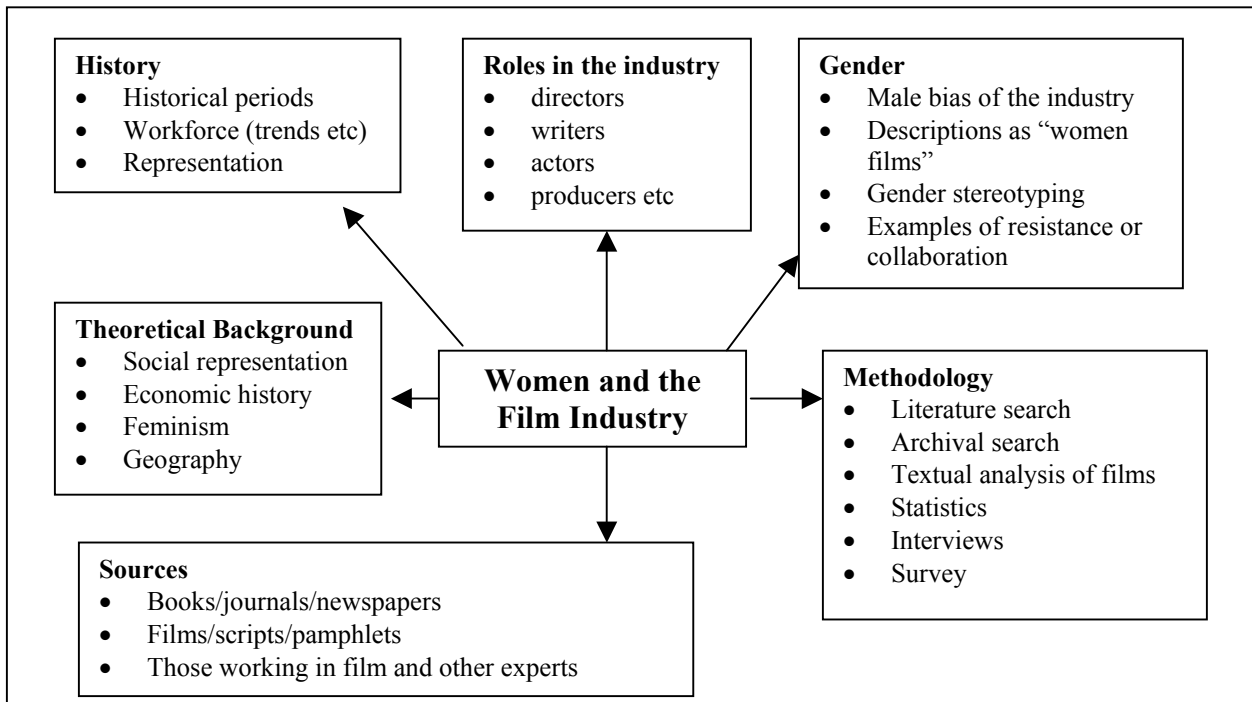 History
• Historical periods
• Workforce (trends etc)
• Representation
Roles in the industry
• directors
• writers
• actors
• producers etc
Gender
• Male bias of the industry
• Descriptions as “women
films”
• Gender stereotyping
• Examples of resistance or
collaboration
Theoretical Background
• Social representation
• Economic history
• Feminism
• Geography
Women and the
Film Industry
Methodology
• Literature search
• Archival search
• Textual analysis of films
• Statistics
• Interviews
• Survey
Sources
• Books/journals/newspapers
• Films/scripts/pamphlets
• Those working in film and other experts